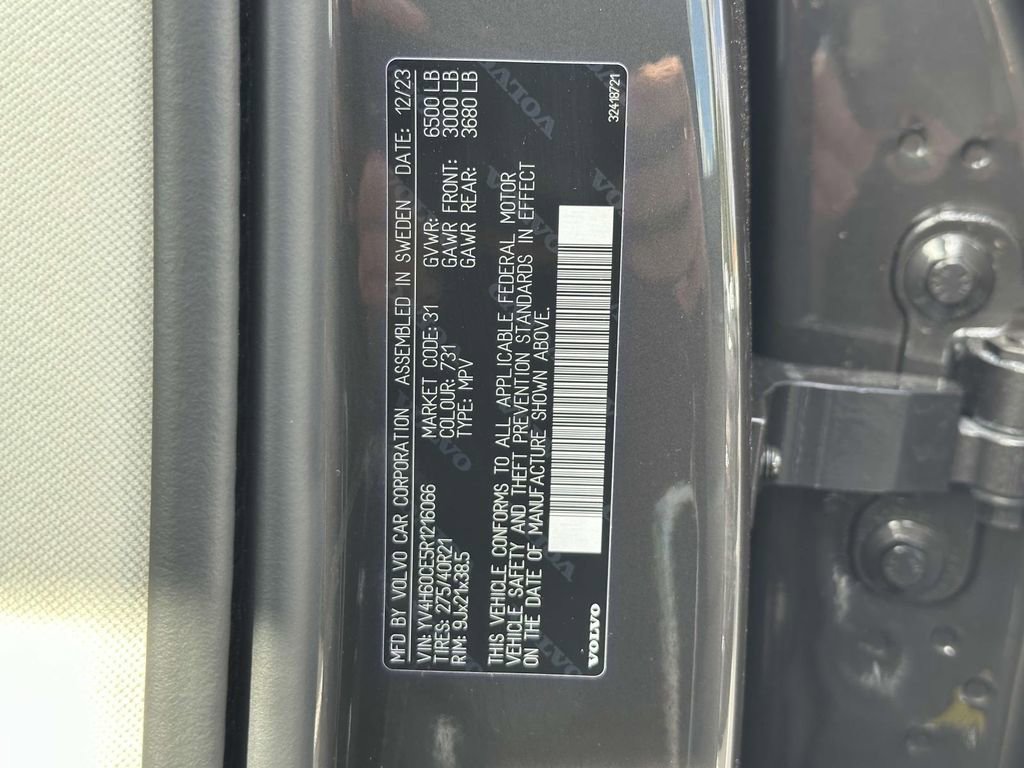 MFD BY VOLVO CAR CORPORATION ASSEMBLED IN SWEDEN DATE: 12/23
VIN: YV4H60CE5R1216066 MARKET CODE: 31 GVWR: 6500 LB
TIRES: 275/40R21 COLOUR: 731 GAWR FRONT: 3000 LB
RIM: 9Jx21x38.5 TYPE: MPV GAWR REAR: 3680 LB
THIS VEHICLE CONFORMS TO ALL APPLICABLE FEDERAL MOTOR
VEHICLE SAFETY AND THEFT PREVENTION STANDARDS IN EFFECT
ON THE DATE OF MANUFACTURE SHOWN ABOVE.
VOLVO
32418721